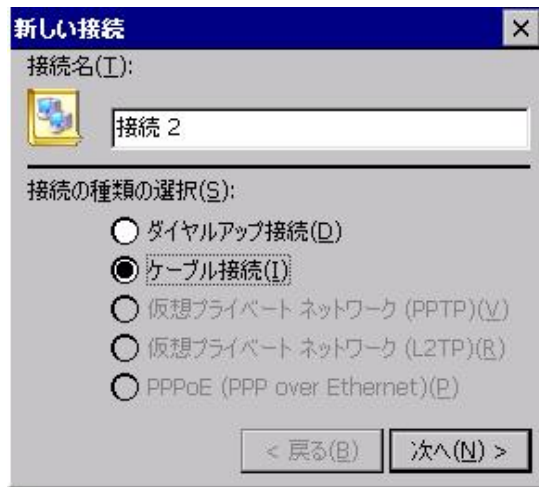 新しい接続
接続名(T):
接続 2
接続の種類の選択(S):
ダイヤルアップ接続(D)
ケーブル接続(I)
仮想プライベート ネットワーク (PPTP)(V)
仮想プライベート ネットワーク (L2TP)(R)
PPPoE (PPP over Ethernet)(P)
< 戻る(B) 次へ(N) >